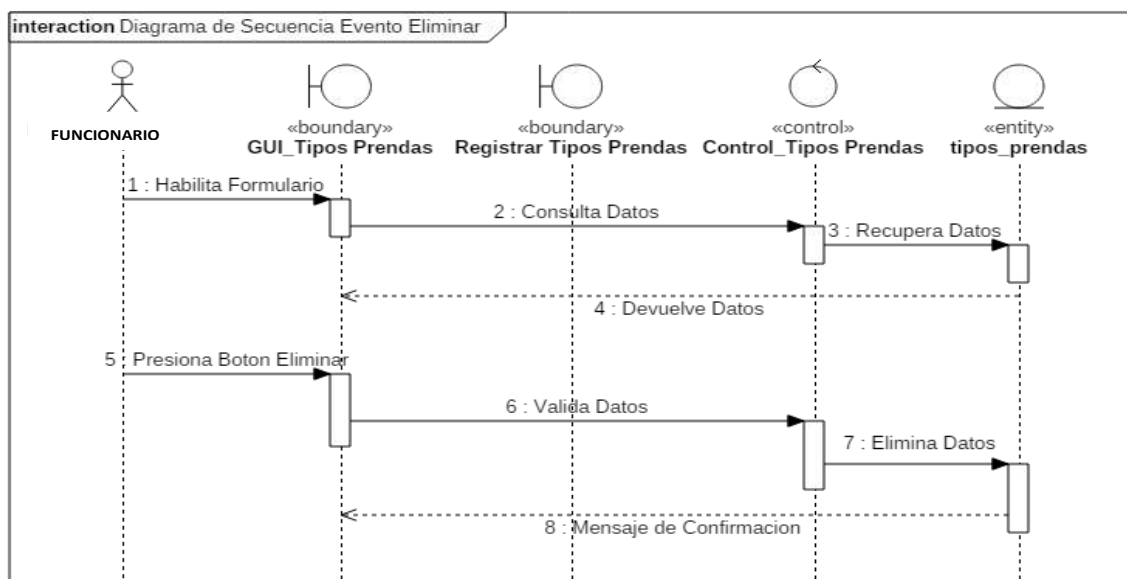 interaction Diagrama de Secuencia Evento Eliminar
FUNCIONARIO
«boundary»
GUI_Tipos Prendas
«boundary»
Registrar Tipos Prendas
«control»
Control_Tipos Prendas
«entity»
tipos_prendas
1 : Habilita Formulario
2 : Consulta Datos
3 : Recupera Datos
4 : Devuelve Datos
5 : Presiona Boton Eliminar
6 : Valida Datos
7 : Elimina Datos
8 : Mensaje de Confirmacion